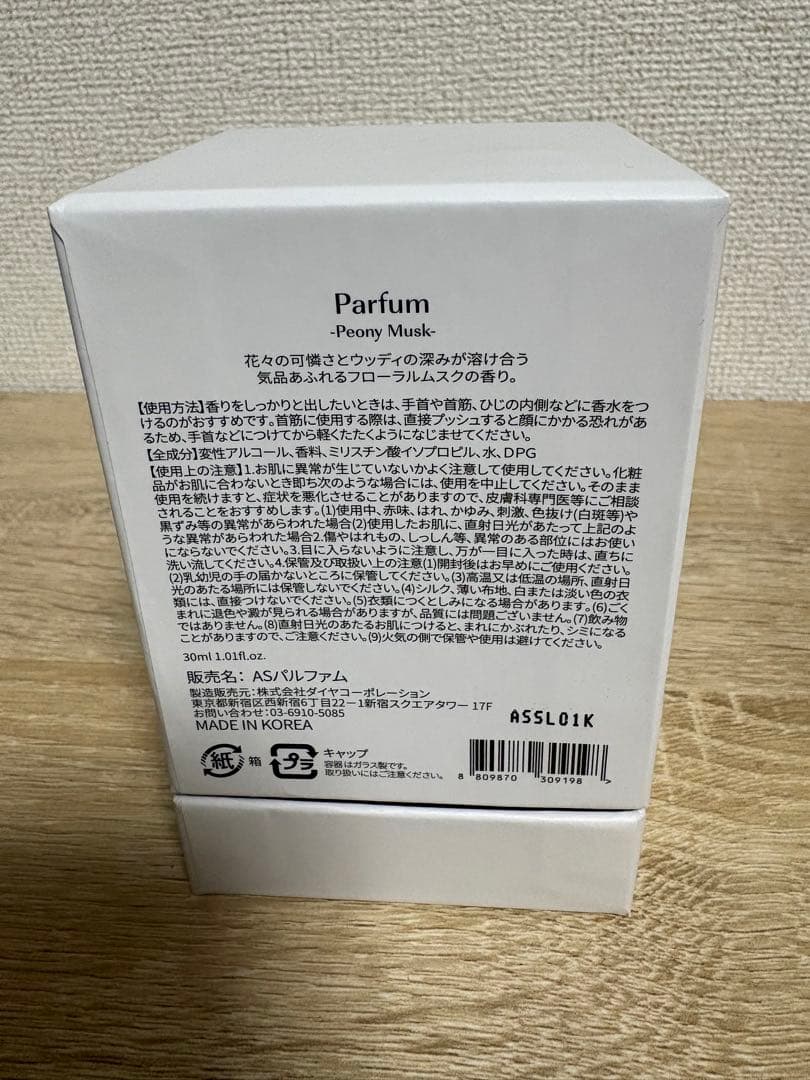 Parfum
-Peony Musk-
花々の可憐さとウッディの深みが溶け合う
気品あふれるフローラルムスクの香り。
【使用方法】香りをしっかりと出したいときは、手首や首筋、ひじの内側などに香水をつ
けるのがおすすめです。首筋に使用する際は、直接プッシュすると顔にかかる恐れがあ
るため、手首などにつけてから軽くたたくようになじませてください。
【全成分】変性アルコール、香料、ミリスチン酸イソプロピル、水、DPG
【使用上の注意】1.お肌に異常が生じていないかよく注意して使用してください。化粧
品がお肌に合わないとき即ち次のような場合には、使用を中止してください。そのまま
使用を続けますと、症状を悪化させることがありますので、皮膚科専門医等にご相談
されることをおすすめします。(1)使用中、赤味、はれ、かゆみ、刺激、色抜け(白斑等)や
黒ずみ等の異常があらわれた場合(2)使用したお肌に、直射日光があたって上記のよ
うな異常があらわれた場合2.傷やはれもの、しっしん等、異常のある部位にはお使い
にならないでください。3.目に入らないように注意し、万が一目に入った時は、直ちに
洗い流してください。4.保管及び取扱い上の注意(1)開封後はお早めにご使用ください。
(2)乳幼児の手の届かないところに保管してください。(3)高温又は低温の場所、直射日
光のあたる場所には保管しないでください。(4)シルク、薄い布地、白または淡い色の衣
類には、直接つけないでください。(5)衣類につくとしみになる場合があります。(6)ごく
まれに退色や澱が見られる場合がありますが、品質には問題ございません。(7)飲み物
ではありません。(8)直射日光のあたるお肌につけると、まれにかぶれたり、シミになる
ことがありますので、ご注意ください。(9)火気の側で保管や使用は避けてください。
30ml 1.01fl.oz.
販売名：ASパルファム
製造販売元：株式会社ダイヤコーポレーション
東京都新宿区西新宿6丁目22－1新宿スクエアタワー 17F
お問い合わせ：03-6910-5085
MADE IN KOREA
ASSL01K
紙 箱 プラ キャップ
容器はガラス製です。
取り扱いにはご注意ください。
8 809870 309198 >